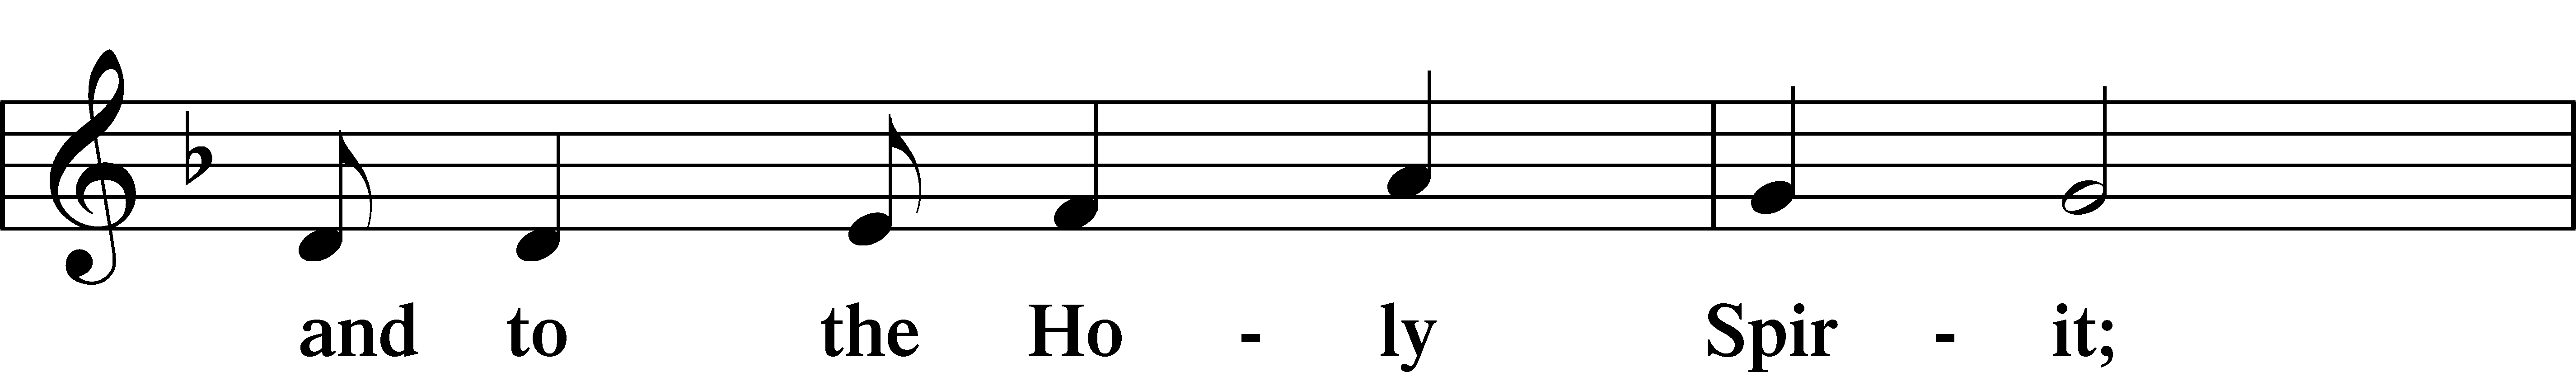 and to the Ho - ly Spir - it;